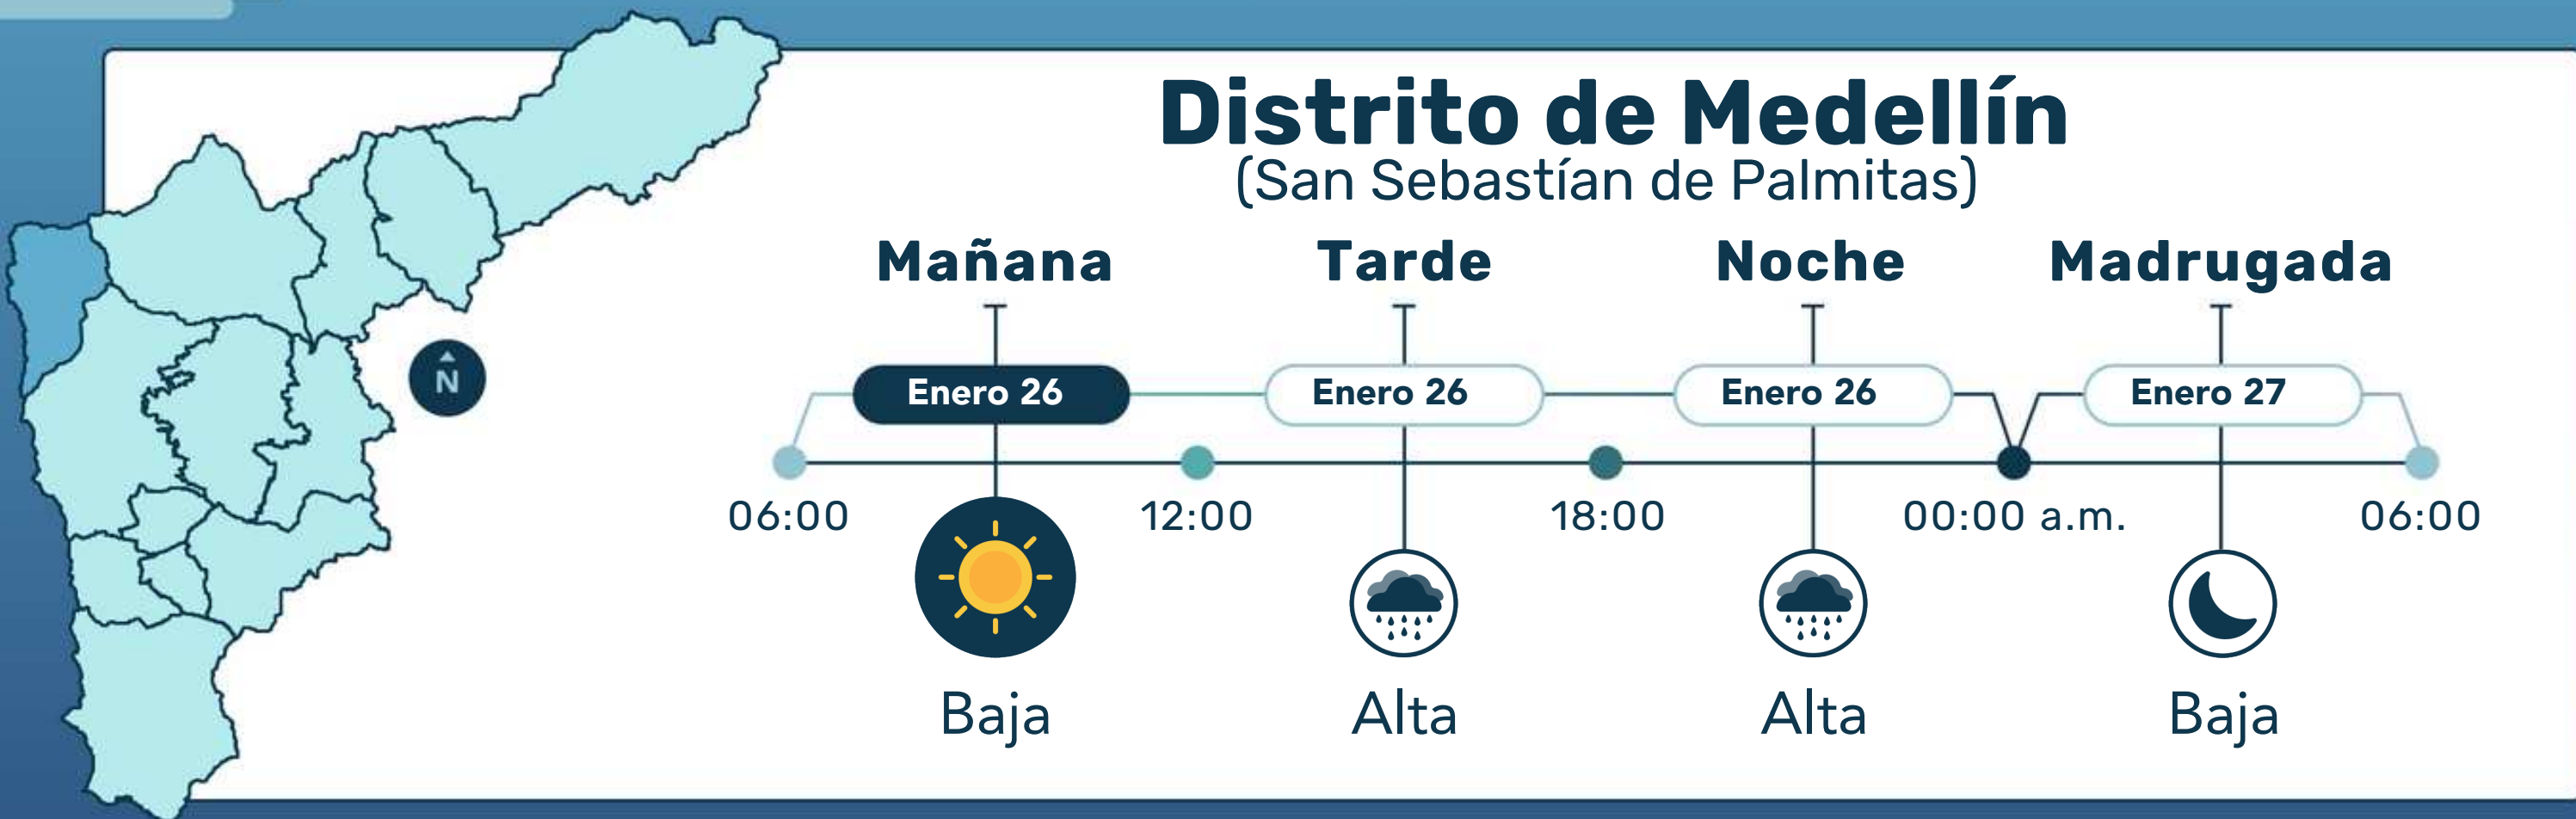 Distrito de Medellín
(San Sebastían de Palmitas)
Mañana Tarde Noche Madrugada
Enero 26 Enero 26 Enero 26 Enero 27
N
06:00 12:00 18:00 00:00 a.m. 06:00
Baja Alta Alta Baja